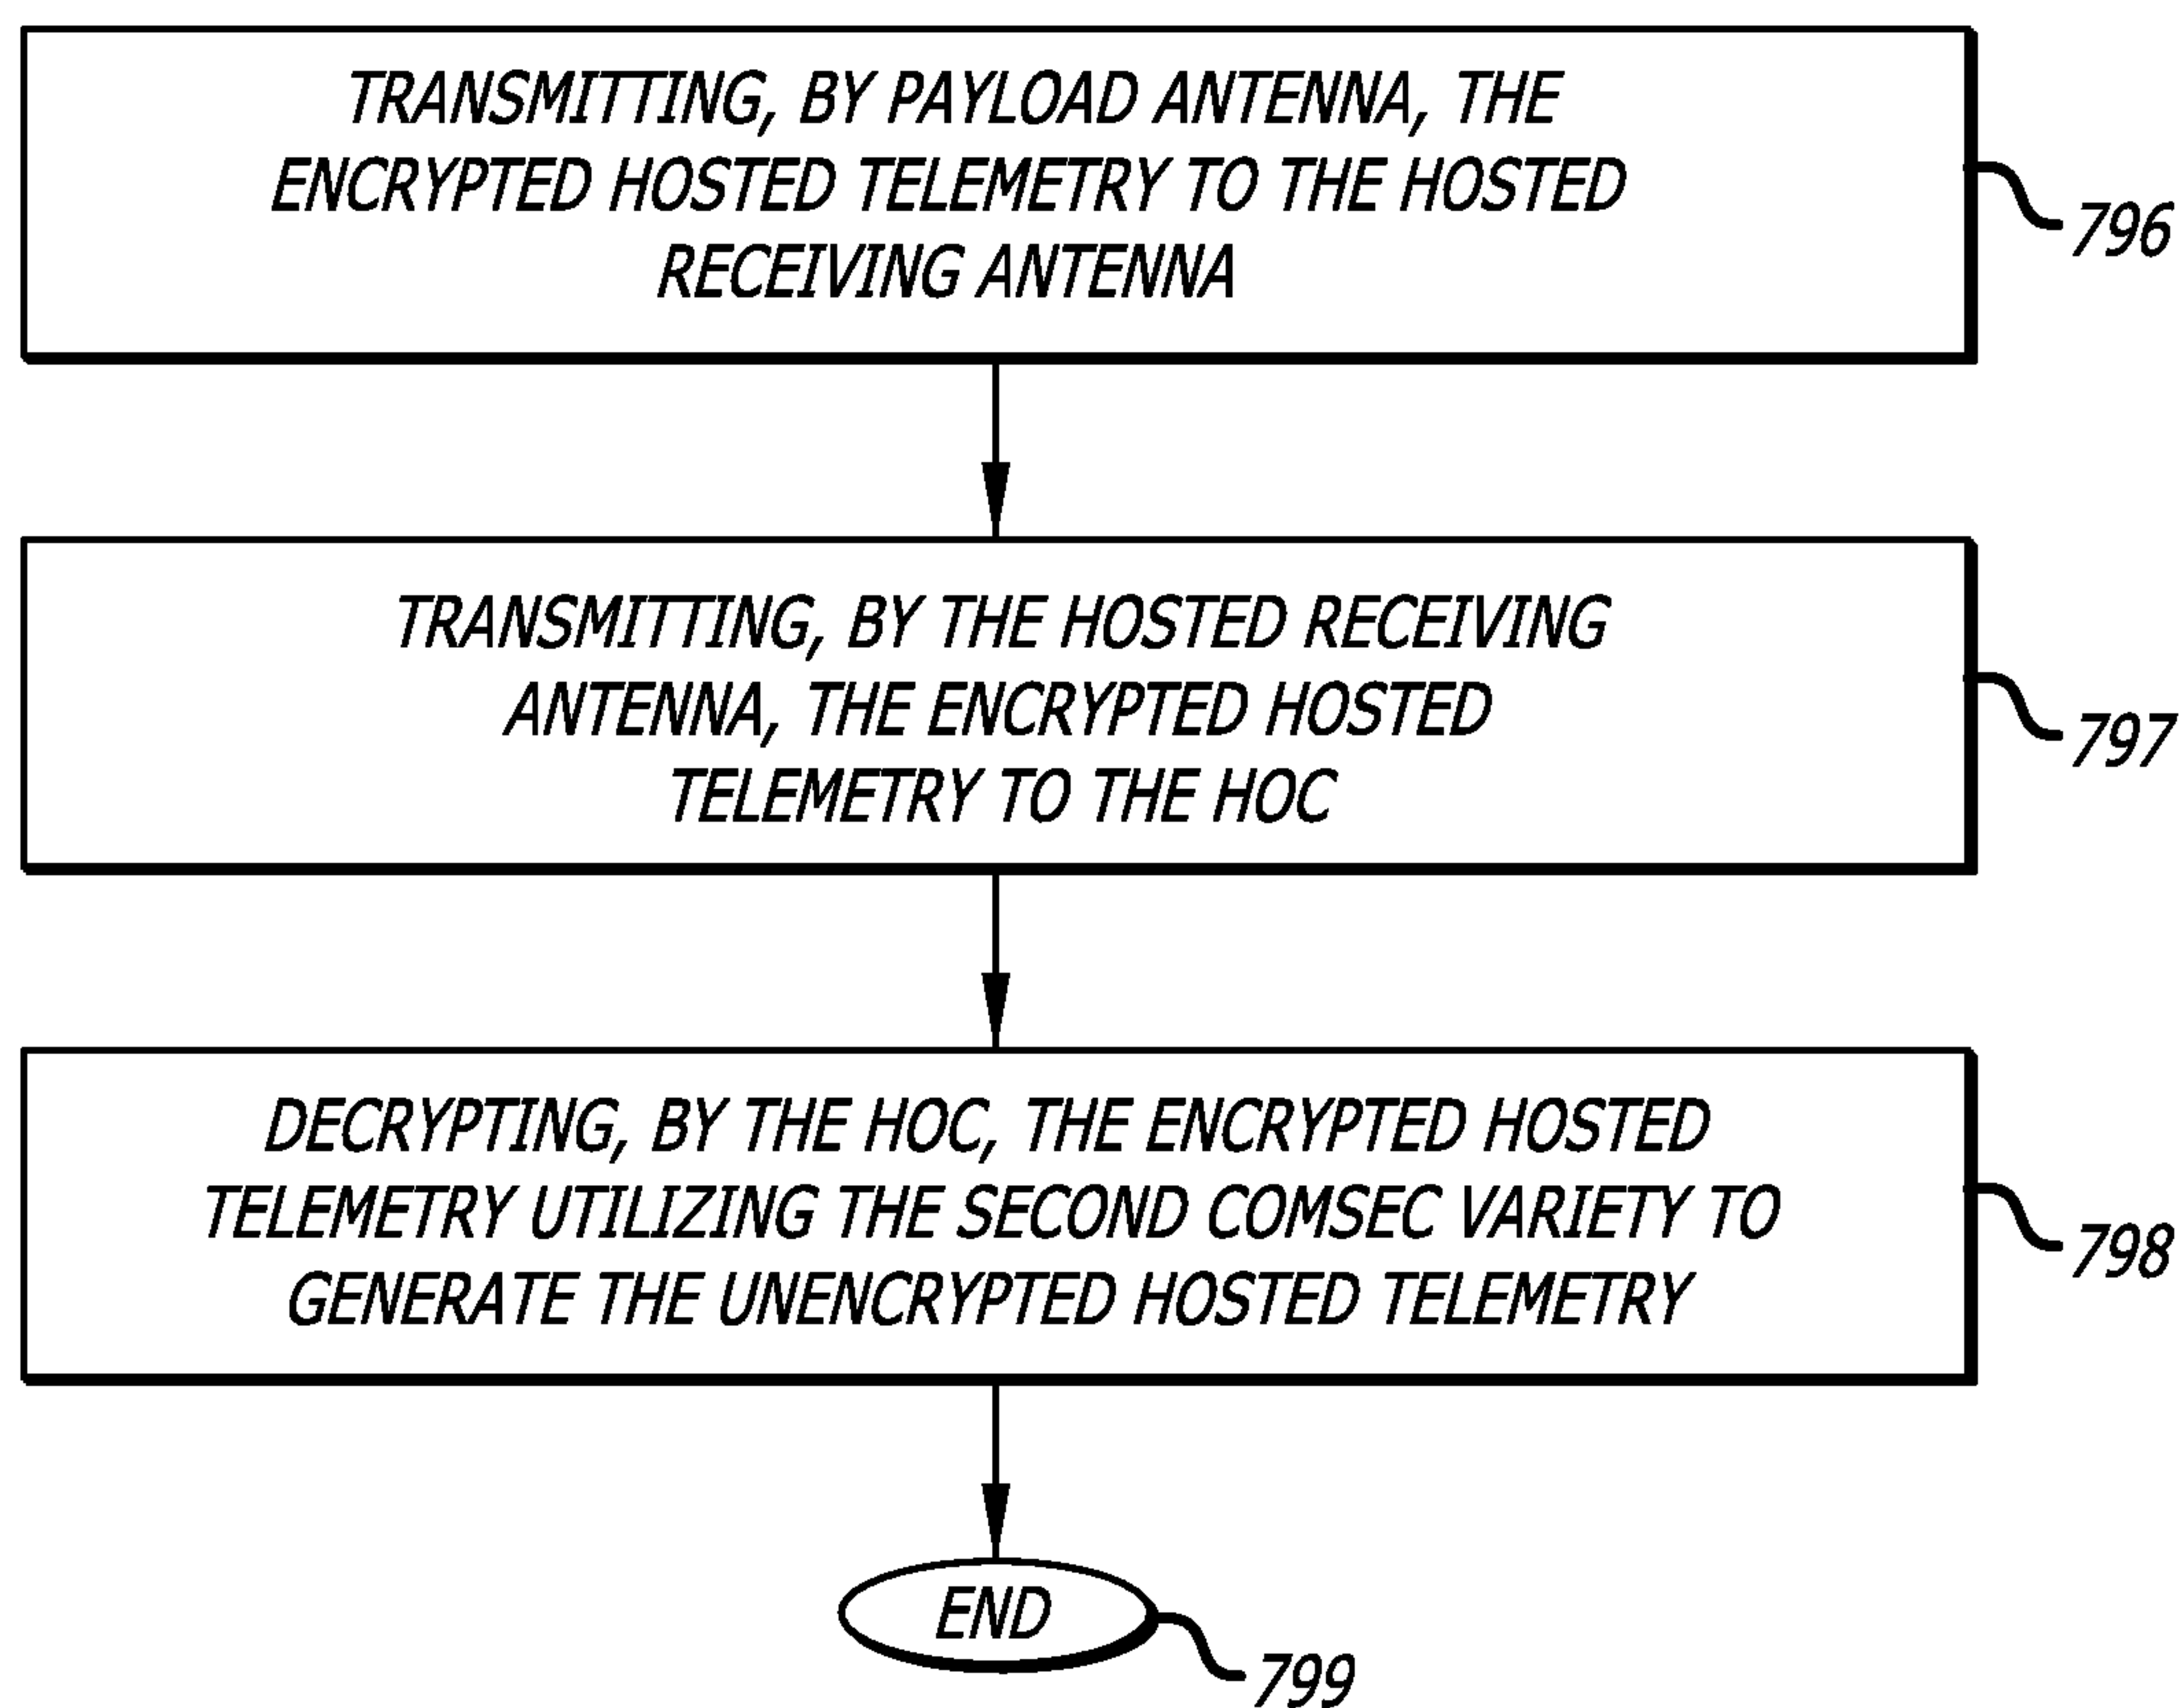 TRANSMITTING, BY PAYLOAD ANTENNA, THE
ENCRYPTED HOSTED TELEMETRY TO THE HOSTED
RECEIVING ANTENNA
796
TRANSMITTING, BY THE HOSTED RECEIVING
ANTENNA, THE ENCRYPTED HOSTED
TELEMETRY TO THE HOC
797
DECRYPTING, BY THE HOC, THE ENCRYPTED HOSTED
TELEMETRY UTILIZING THE SECOND COMSEC VARIETY TO
GENERATE THE UNENCRYPTED HOSTED TELEMETRY
798
END
799